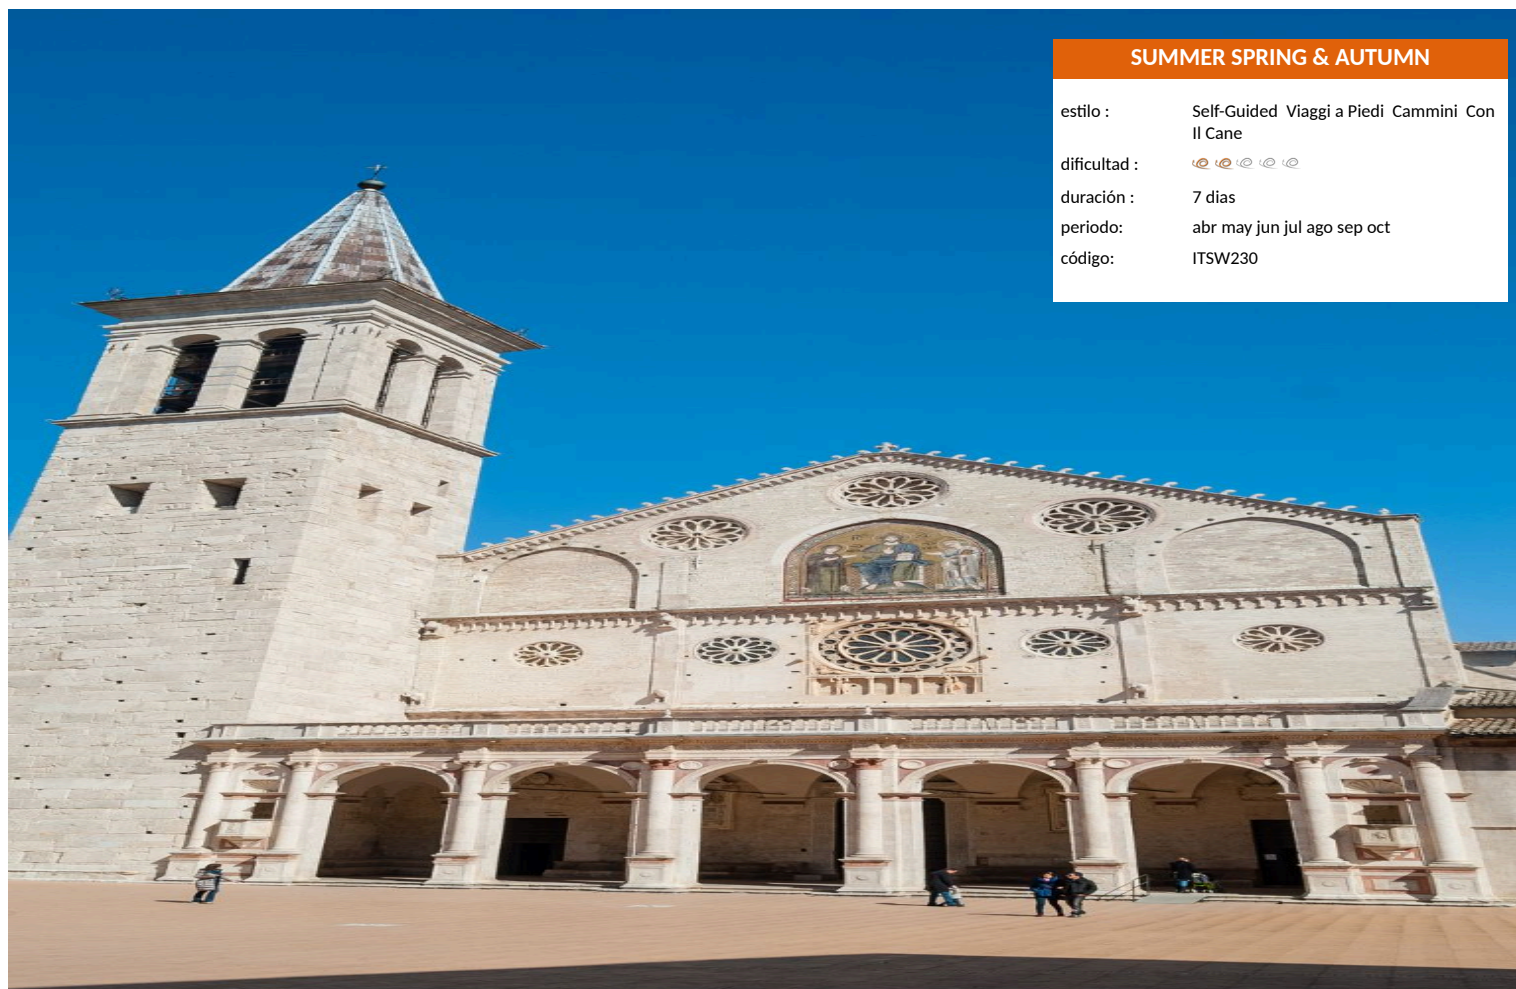 SUMMER SPRING & AUTUMN
estilo : Self-Guided Viaggi a Piedi Cammini Con
Il Cane
dificultad :
duración : 7 dias
periodo: abr may jun jul ago sep oct
código: ITSW230